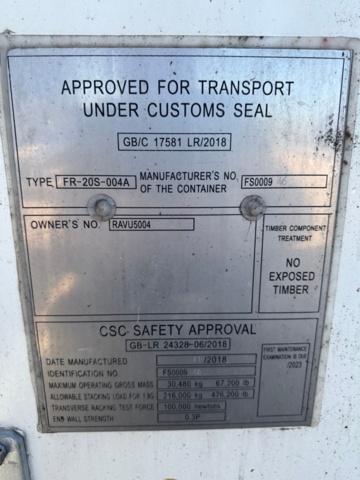 APPROVED FOR TRANSPORT
UNDER CUSTOMS SEAL
GB/C 17581 LR/2018
TYPE FR-20S-004A MANUFACTURER'S NO. OF THE CONTAINER FS0009
OWNER'S NO. RAVU5004
TIMBER COMPONENT
TREATMENT
NO
EXPOSED
TIMBER
CSC SAFETY APPROVAL
GB-LR 24328-06/2018
DATE MANUFACTURED /2018
IDENTIFICATION NO. FS0009
MAXIMUM OPERATING GROSS MASS 30,480 kg 67,200 lb
ALLOWABLE STACKING LOAD FOR 1.8G 216,000 kg 476,200 lb
TRANSVERSE RACKING TEST FORCE 100,000 newtons
END WALL STRENGTH 0.3P
FIRST MAINTENANCE
EXAMINATION IS DUE
/2023